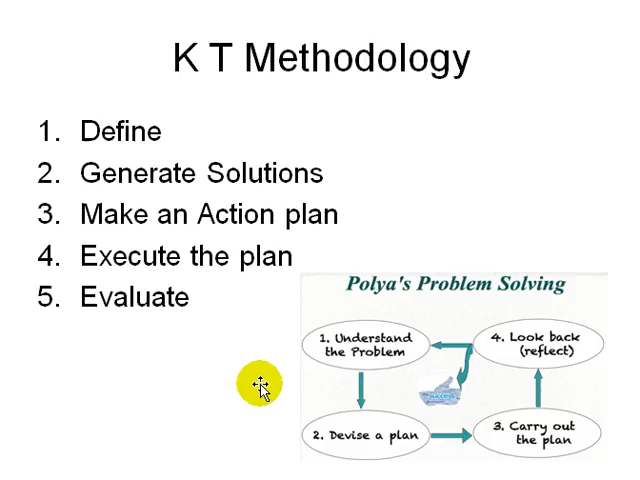 K T Methodology
1. Define
2. Generate Solutions
3. Make an Action plan
4. Execute the plan
5. Evaluate
Polya's Problem Solving
1. Understand
the Problem
4. Look back
(reflect)
success
2. Devise a plan
3. Carry out
the plan